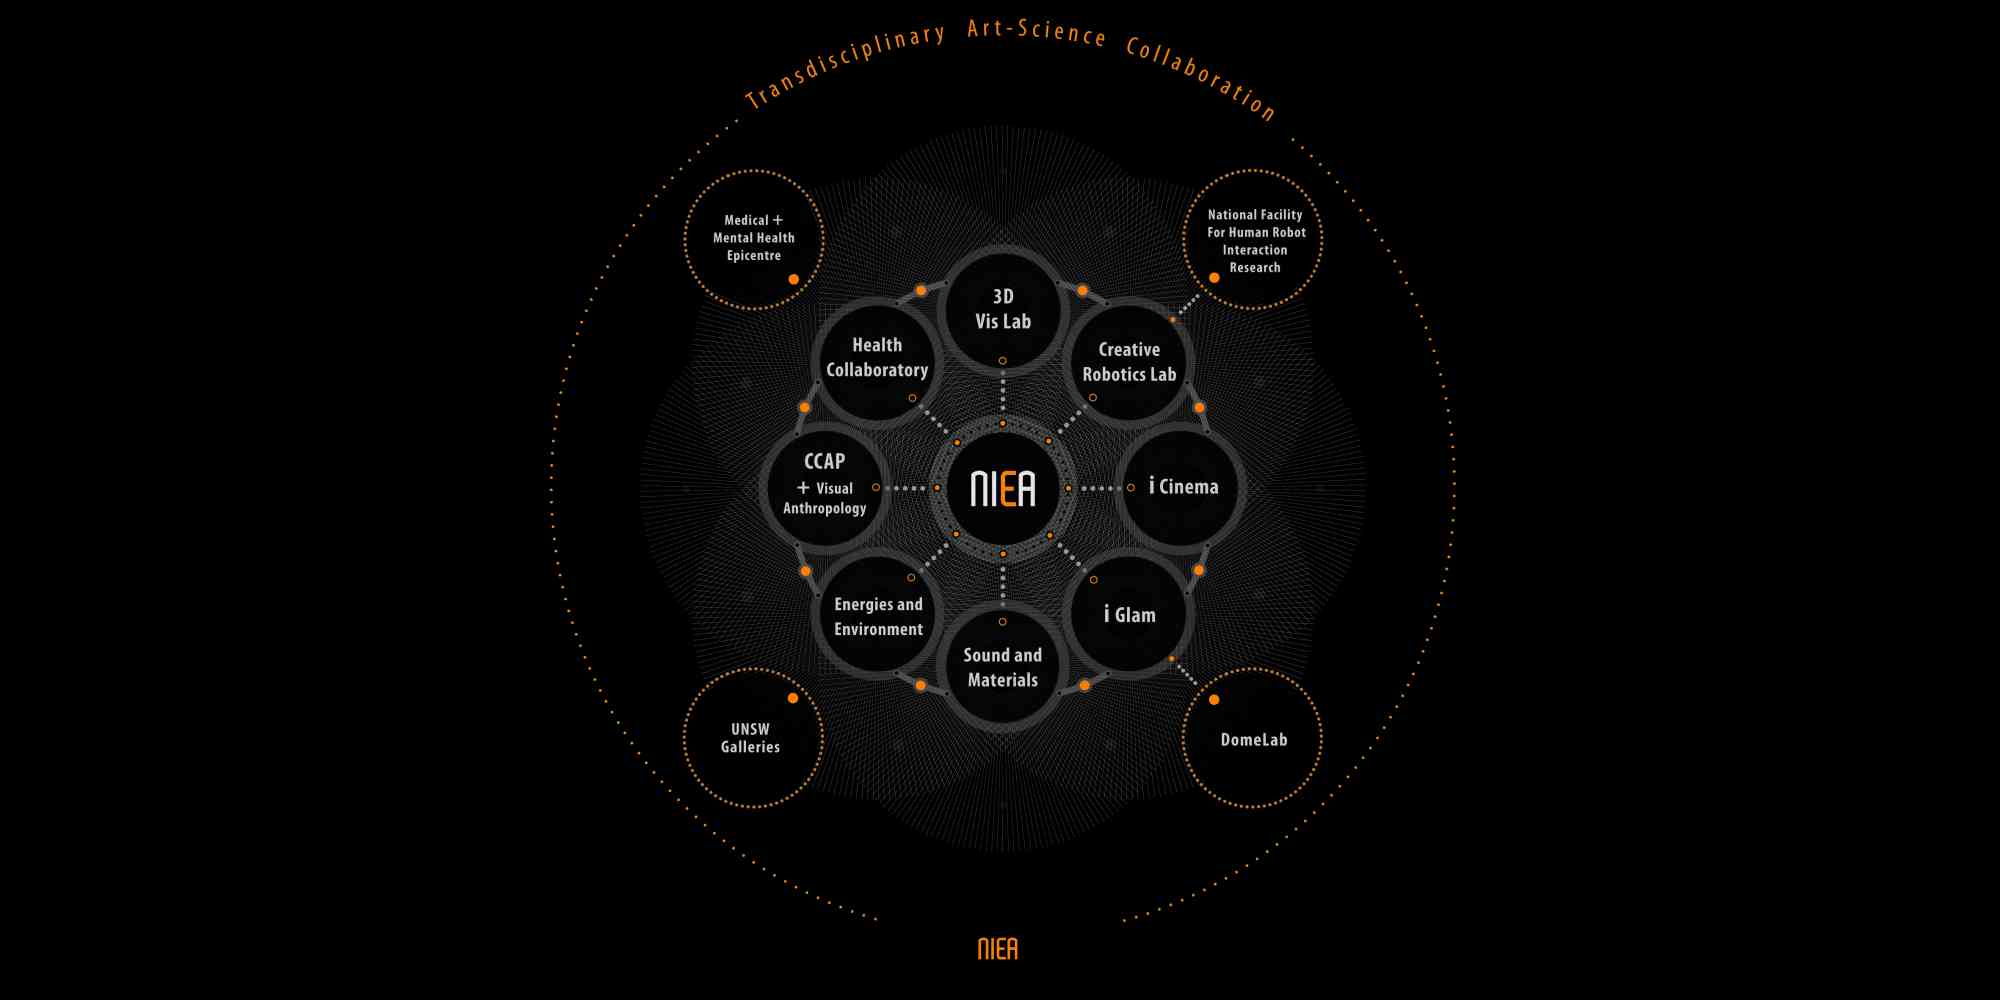 Transdisciplinary Art-Science Collaboration
Medical +
Mental Health
Epicentre
National Facility
For Human Robot
Interaction
Research
3D
Vis Lab
Health
Collaboratory
Creative
Robotics Lab
CCAP
+ Visual
Anthropology
NIEA
i Cinema
Energies and
Environment
i Glam
Sound and
Materials
UNSW
Galleries
DomeLab
NIEA